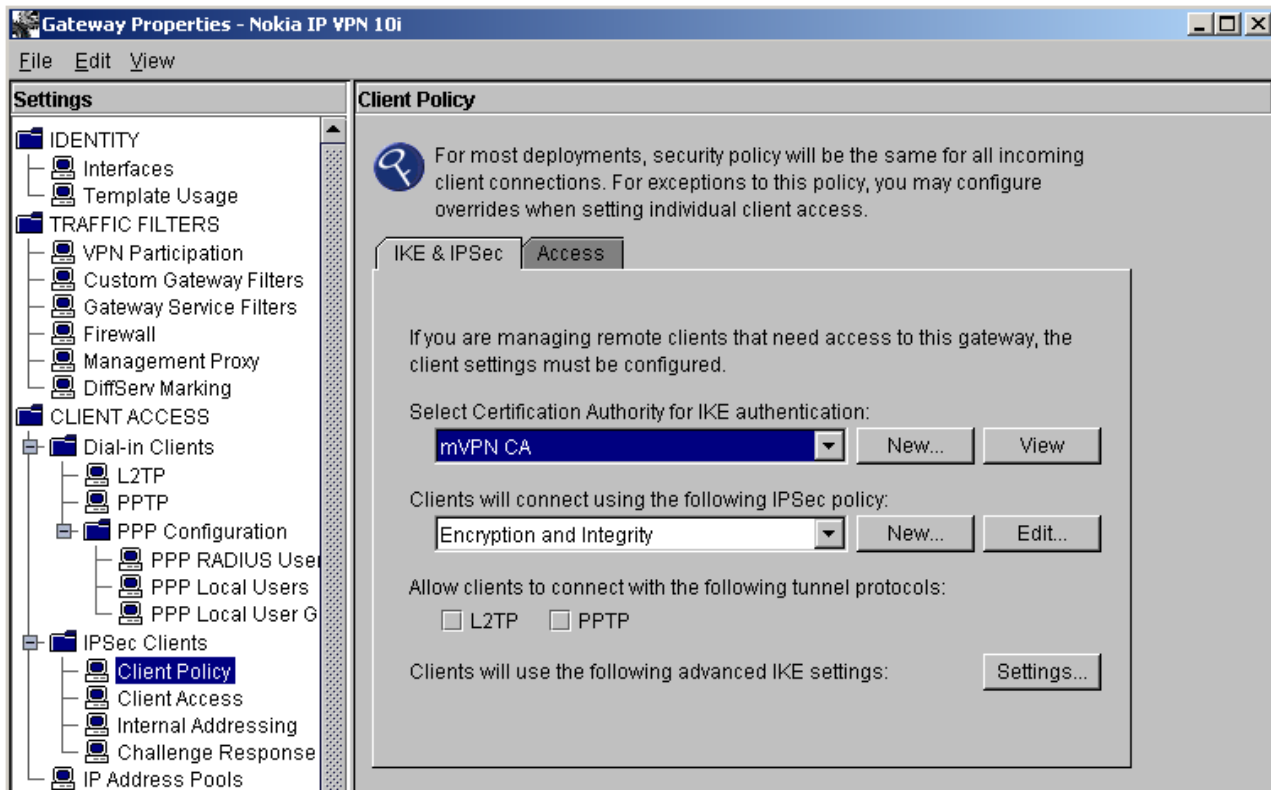 Gateway Properties - Nokia IP VPN 10i
File Edit View
Settings
IDENTITY
Interfaces
Template Usage
TRAFFIC FILTERS
VPN Participation
Custom Gateway Filters
Gateway Service Filters
Firewall
Management Proxy
DiffServ Marking
CLIENT ACCESS
Dial-in Clients
L2TP
PPTP
PPP Configuration
PPP RADIUS User
PPP Local Users
PPP Local User G
IPSec Clients
Client Policy
Client Access
Internal Addressing
Challenge Response
IP Address Pools
Client Policy
For most deployments, security policy will be the same for all incoming
client connections. For exceptions to this policy, you may configure
overrides when setting individual client access.
IKE & IPSec Access
If you are managing remote clients that need access to this gateway, the
client settings must be configured.
Select Certification Authority for IKE authentication:
mVPN CA New... View
Clients will connect using the following IPSec policy:
Encryption and Integrity New... Edit...
Allow clients to connect with the following tunnel protocols:
L2TP PPTP
Clients will use the following advanced IKE settings: Settings...